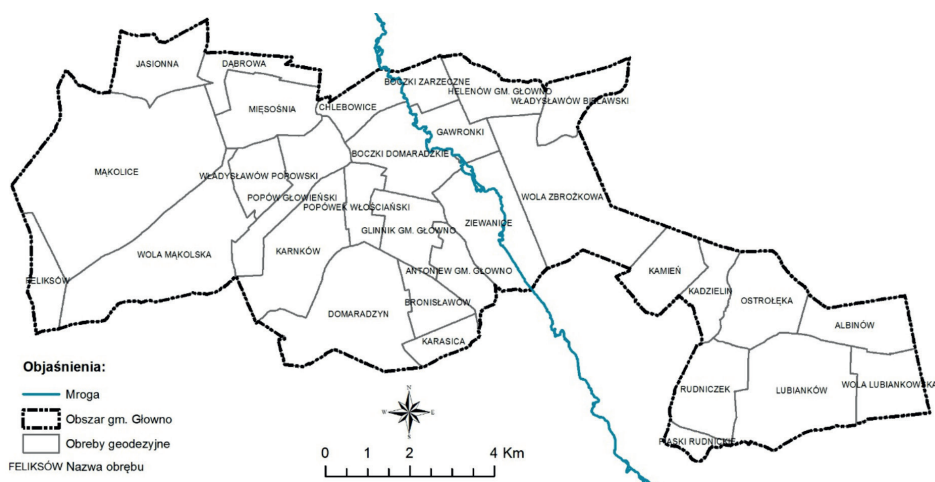 JASIONNA
DĄBROWA
BOCZKI ZARZECZNE
HELENÓW GM. GŁOWNO
WŁADYSŁAWÓW BIELAWSKI
MIĘSOŚNIA
CHLEBOWICE
GAWRONKI
BOCZKI DOMARADZKIE
MĄKOLICE
WŁADYSŁAWÓW POPOWSKI
POPÓW GŁOWIEŃSKI
POPÓWEK WŁOŚCIAŃSKI
WOLA ZBROŻKOWA
ZIEWANICE
GLINNIK GM. GŁOWNO
WOLA MĄKOLSKA
KARNKÓW
FELIKSÓW
ANTONIEW GM. GŁOWNO
KAMIEŃ
KADZIELIN
OSTROŁĘKA
BRONISŁAWÓW
DOMARADZYN
ALBINÓW
KARASICA
RUDNICZEK
LUBIANKÓW
WOLA LUBIANKOWSKA
PIASKI RUDNICKIE
Objaśnienia:
Mroga
Obszar gm. Głowno
Obreby geodezyjne
FELIKSÓW Nazwa obrębu
N
W E
S
0 2 4 Km